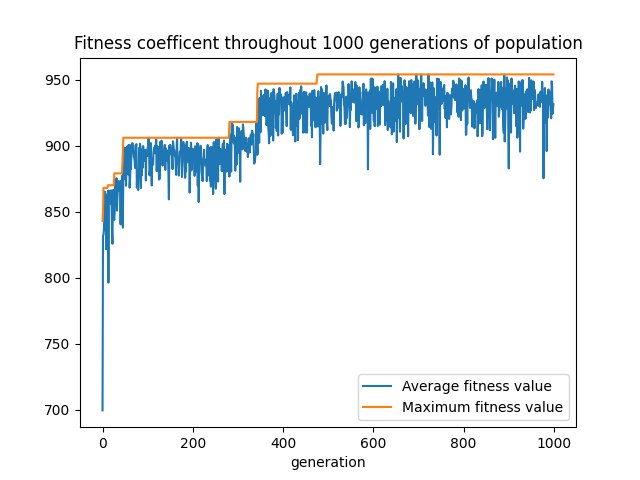 Fitness coefficent throughout 1000 generations of population
950
900
850
800
750
700
0 200 400 600 800 1000
generation
Average fitness value
Maximum fitness value